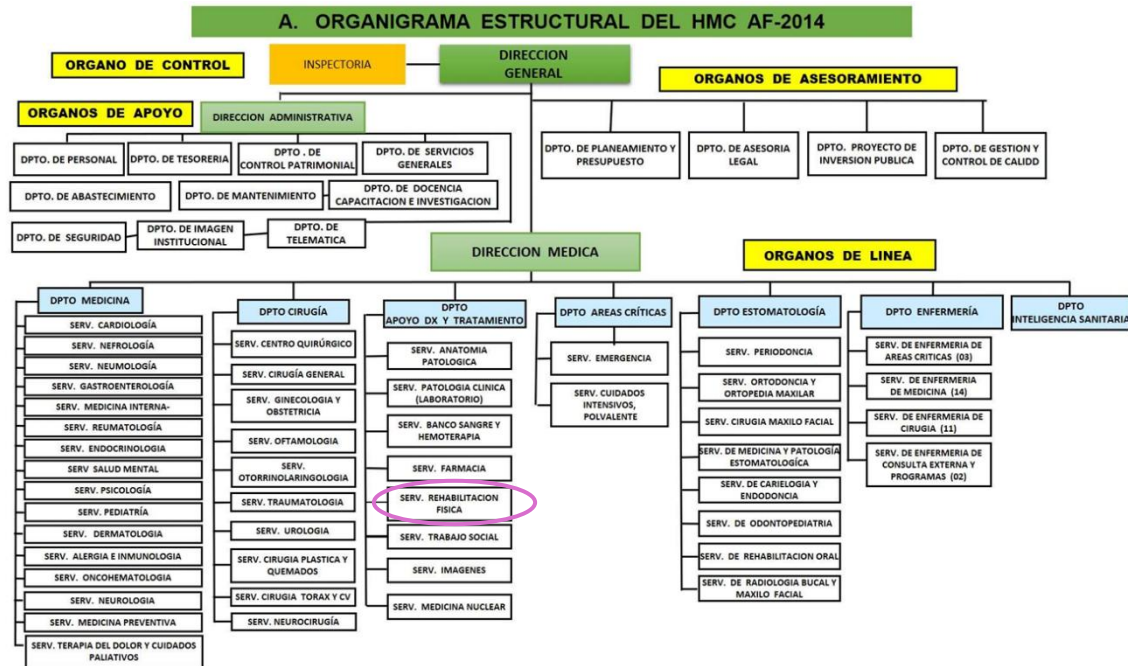 A. ORGANIGRAMA ESTRUCTURAL DEL HMC AF-2014
ORGANO DE CONTROL
INSPECTORIA
DIRECCION
GENERAL
ORGANOS DE ASESORAMIENTO
ORGANOS DE APOYO
DIRECCION ADMINISTRATIVA
DPTO. DE PERSONAL
DPTO. DE TESORERIA
DPTO . DE
CONTROL PATRIMONIAL
DPTO. DE SERVICIOS
GENERALES
DPTO. DE PLANEAMIENTO Y
PRESUPUESTO
DPTO. DE ASESORIA
LEGAL
DPTO. PROYECTO DE
INVERSION PUBLICA
DPTO. DE GESTION Y
CONTROL DE CALIDD
DPTO. DE ABASTECIMIENTO
DPTO. DE MANTENIMIENTO
DPTO. DE DOCENCIA
CAPACITACION E INVESTIGACION
DPTO. DE SEGURIDAD
DPTO. DE IMAGEN
INSTITUCIONAL
DPTO. DE
TELEMATICA
DIRECCION MEDICA
ORGANOS DE LINEA
DPTO MEDICINA
SERV. CARDIOLOGÍA
SERV. NEFROLOGÍA
SERV. NEUMOLOGÍA
SERV. GASTROENTEROLOGÍA
SERV. MEDICINA INTERNA-
SERV. REUMATOLOGÍA
SERV. ENDOCRINOLOGIA
SERV SALUD MENTAL
SERV. PSICOLOGÍA
SERV. PEDIATRÍA
SERV. DERMATOLOGIA
SERV. ALERGIA E INMUNOLOGIA
SERV. ONCOHEMATOLOGIA
SERV. NEUROLOGIA
SERV. MEDICINA PREVENTIVA
SERV. TERAPIA DEL DOLOR Y CUIDADOS
PALIATIVOS
DPTO CIRUGÍA
SERV. CENTRO QUIRÚRGICO
SERV. CIRUGÍA GENERAL
SERV. GINECOLOGIA Y
OBSTETRICIA
SERV. OFTAMOLOGIA
SERV.
OTORRINOLARINGOLOGIA
SERV. TRAUMATOLOGIA
SERV. UROLOGIA
SERV. CIRUGIA PLASTICA Y
QUEMADOS
SERV. CIRUGIA TORAX Y CV
SERV. NEUROCIRUGÍA
DPTO
APOYO DX Y TRATAMIENTO
SERV. ANATOMIA
PATOLOGICA
SERV. PATOLOGIA CLINICA
(LABORATORIO)
SERV. BANCO SANGRE Y
HEMOTERAPIA
SERV. FARMACIA
SERV. REHABILITACION
FISICA
SERV. TRABAJO SOCIAL
SERV. IMAGENES
SERV. MEDICINA NUCLEAR
DPTO AREAS CRÍTICAS
SERV. EMERGENCIA
SERV. CUIDADOS
INTENSIVOS,
POLVALENTE
DPTO ESTOMATOLOGÍA
SERV. PERIODONCIA
SERV. ORTODONCIA Y
ORTOPEDIA MAXILAR
SERV. CIRUGIA MAXILO FACIAL
SERV. DE MEDICINA Y PATOLOGÍA
ESTOMATOLOGÍCA
SERV. DE CARIELOGIA Y
ENDODONCIA
SERV. DE ODONTOPEDIATRIA
SERV. DE REHABILITACION ORAL
SERV. DE RADIOLOGIA BUCAL Y
MAXILO FACIAL
DPTO ENFERMERÍA
SERV. DE ENFERMERIA DE
AREAS CRITICAS (03)
SERV. DE ENFERMERIA
DE MEDICINA (14)
SERV. DE ENFERMERIA DE
CIRUGIA (11)
SERV. DE ENFERMERIA DE
CONSULTA EXTERNA Y
PROGRAMAS (02)
DPTO
INTELIGENCIA SANITARIA